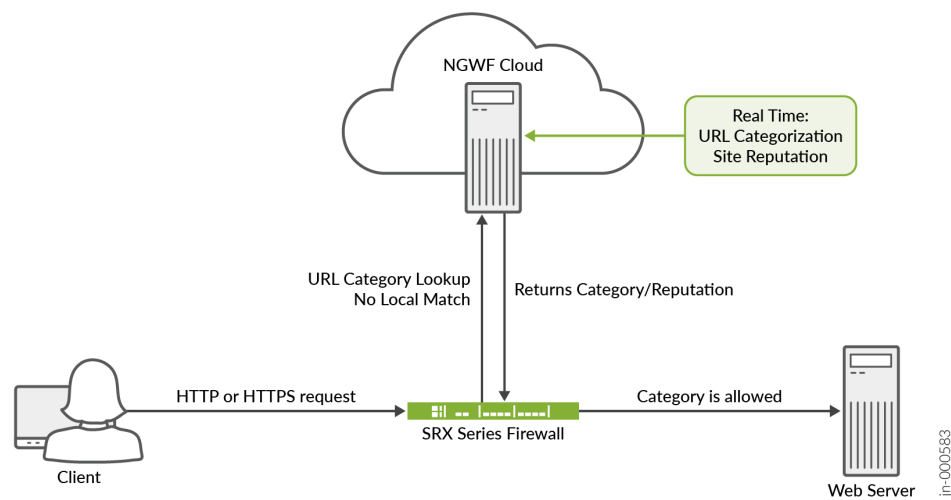 NGWF Cloud
Real Time:
URL Categorization
Site Reputation
URL Category Lookup
No Local Match
Returns Category/Reputation
HTTP or HTTPS request
Category is allowed
SRX Series Firewall
Client
Web Server
jn-000583